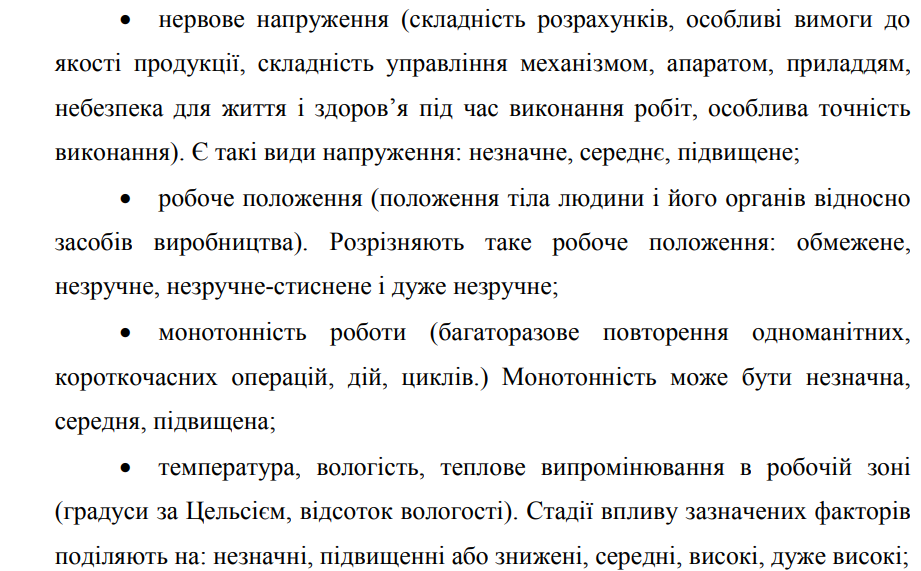 • нервове напруження (складність розрахунків, особливі вимоги до
якості продукції, складність управління механізмом, апаратом, приладдям,
небезпека для життя і здоров’я під час виконання робіт, особлива точність
виконання). Є такі види напруження: незначне, середнє, підвищене;
• робоче положення (положення тіла людини і його органів відносно
засобів виробництва). Розрізняють таке робоче положення: обмежене,
незручне, незручне-стиснене і дуже незручне;
• монотонність роботи (багаторазове повторення одноманітних,
короткочасних операцій, дій, циклів.) Монотонність може бути незначна,
середня, підвищена;
• температура, вологість, теплове випромінювання в робочій зоні
(градуси за Цельсієм, відсоток вологості). Стадії впливу зазначених факторів
поділяють на: незначні, підвищенні або знижені, середні, високі, дуже високі;